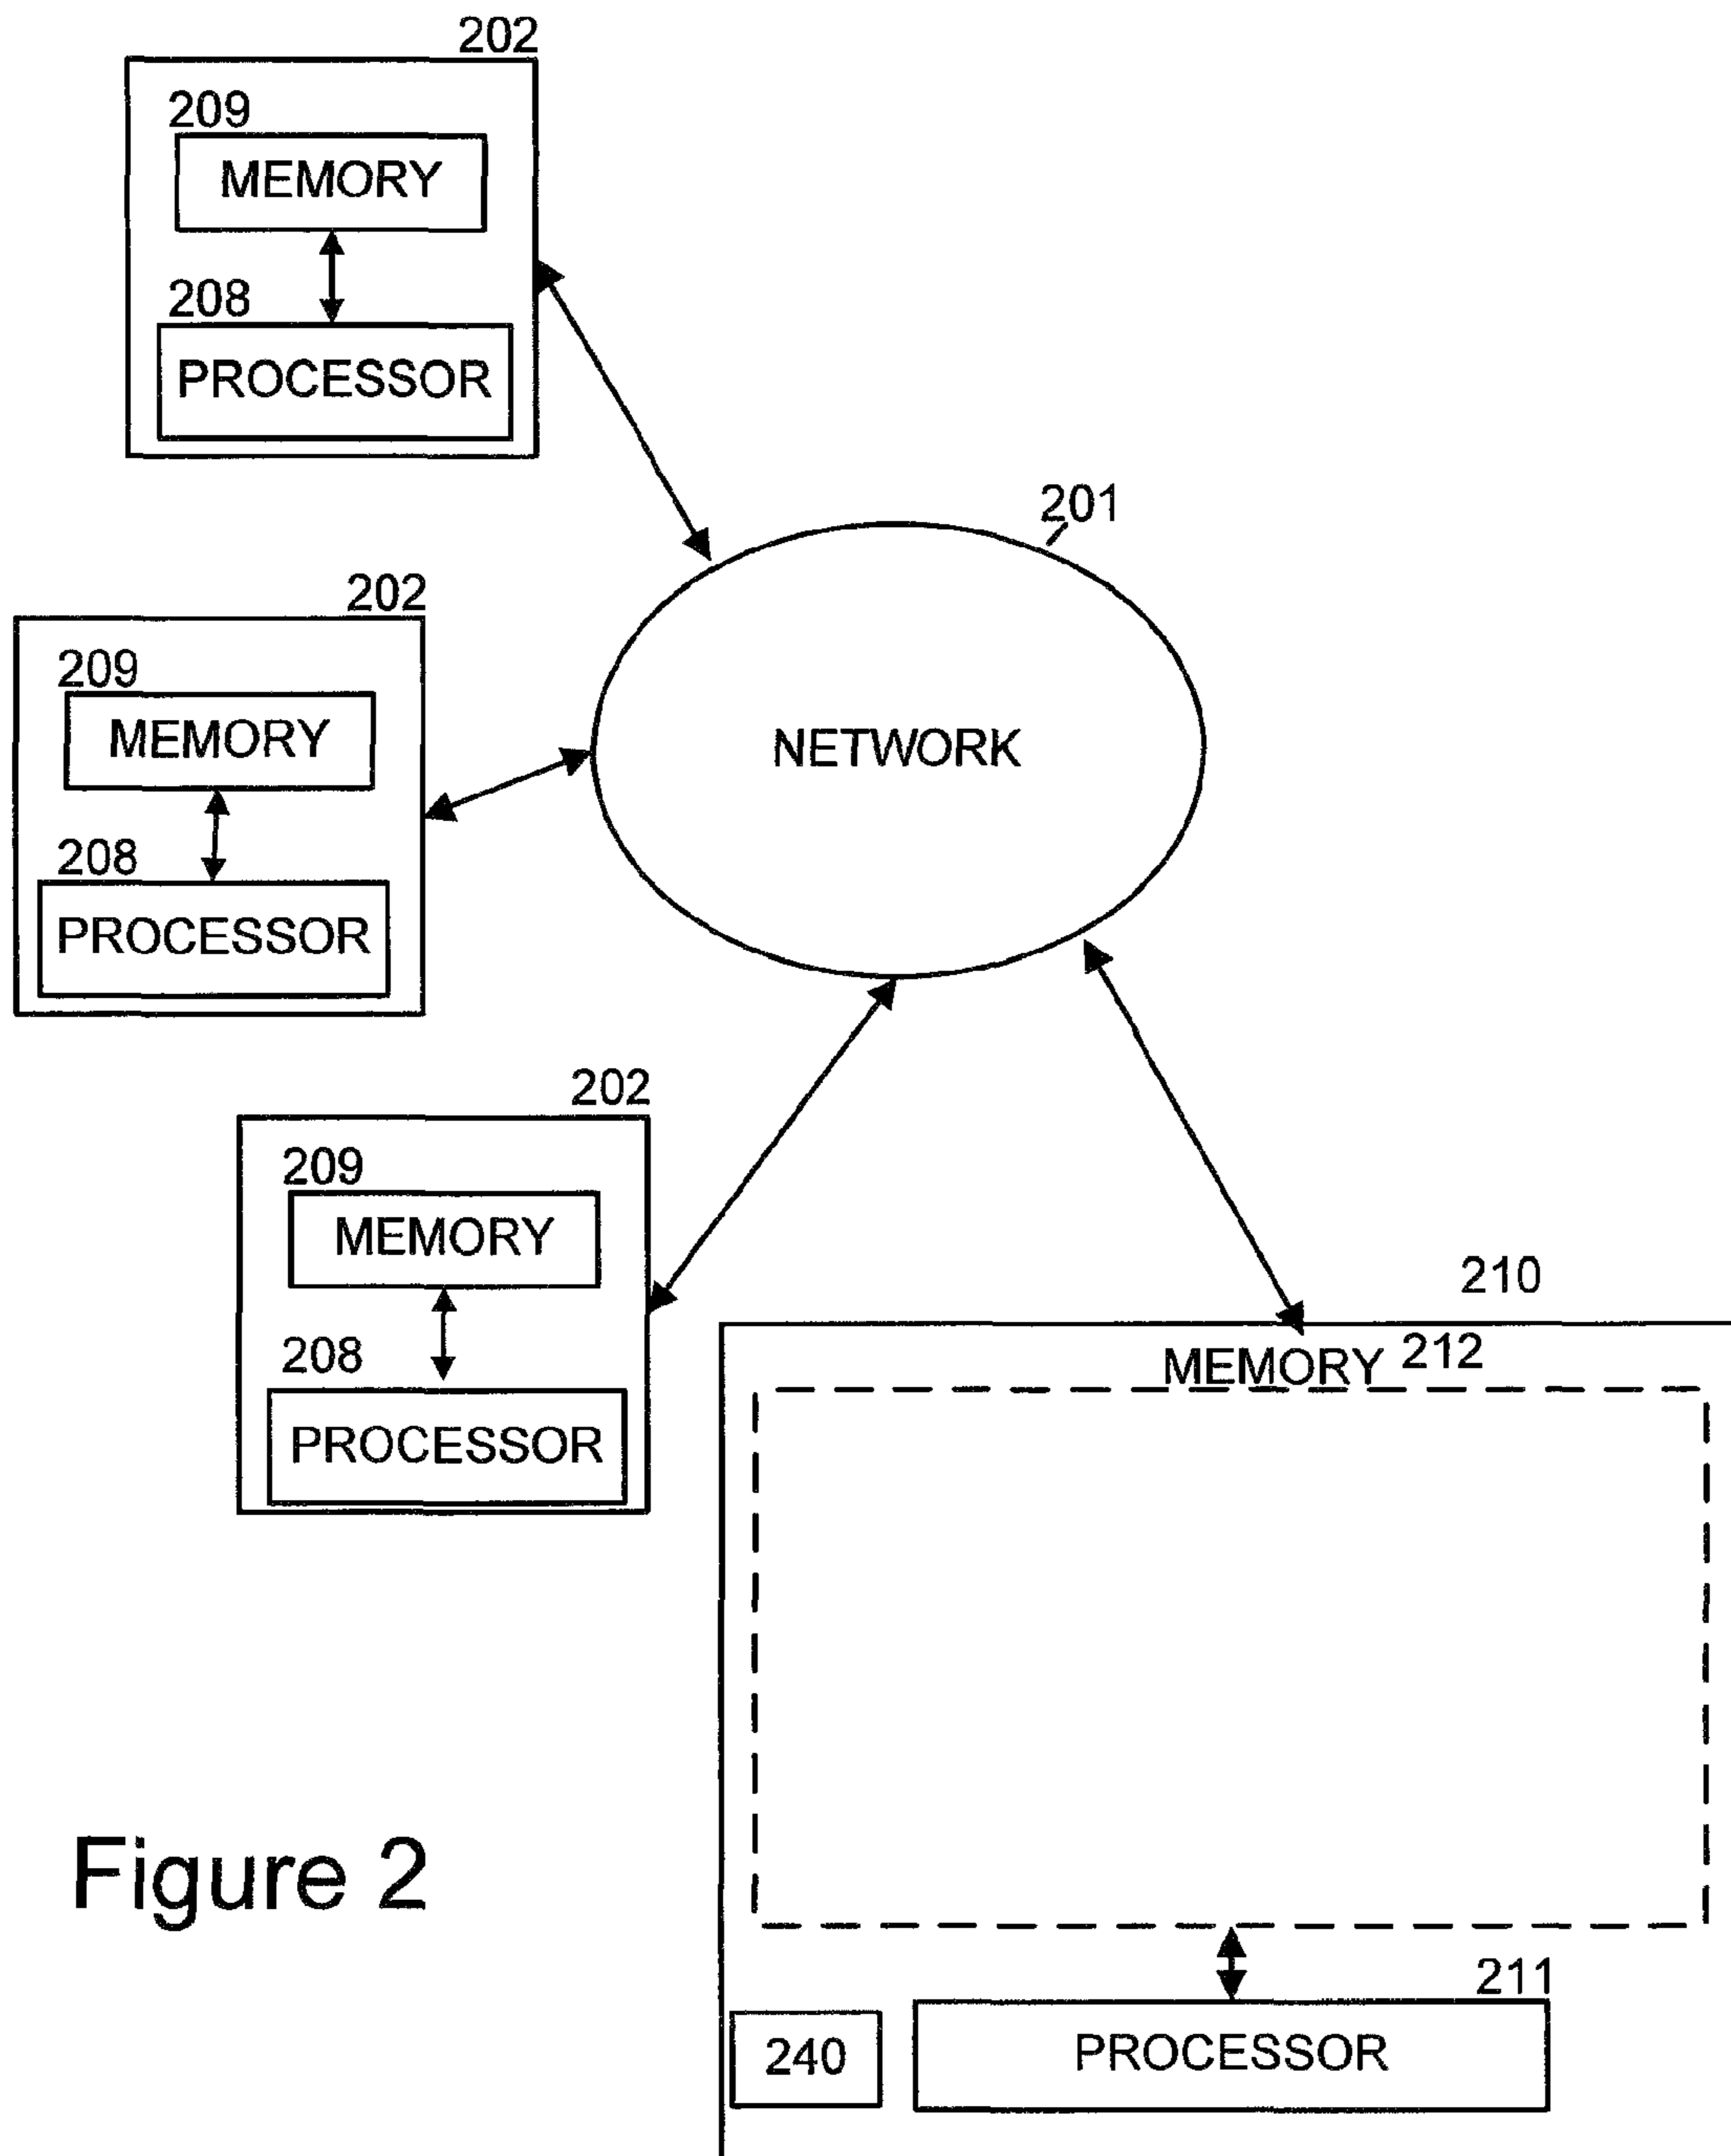 202
209
MEMORY
208
PROCESSOR
201
NETWORK
202
209
MEMORY
208
PROCESSOR
202
209
MEMORY
208
PROCESSOR
210
MEMORY 212
211
240
PROCESSOR
Figure 2